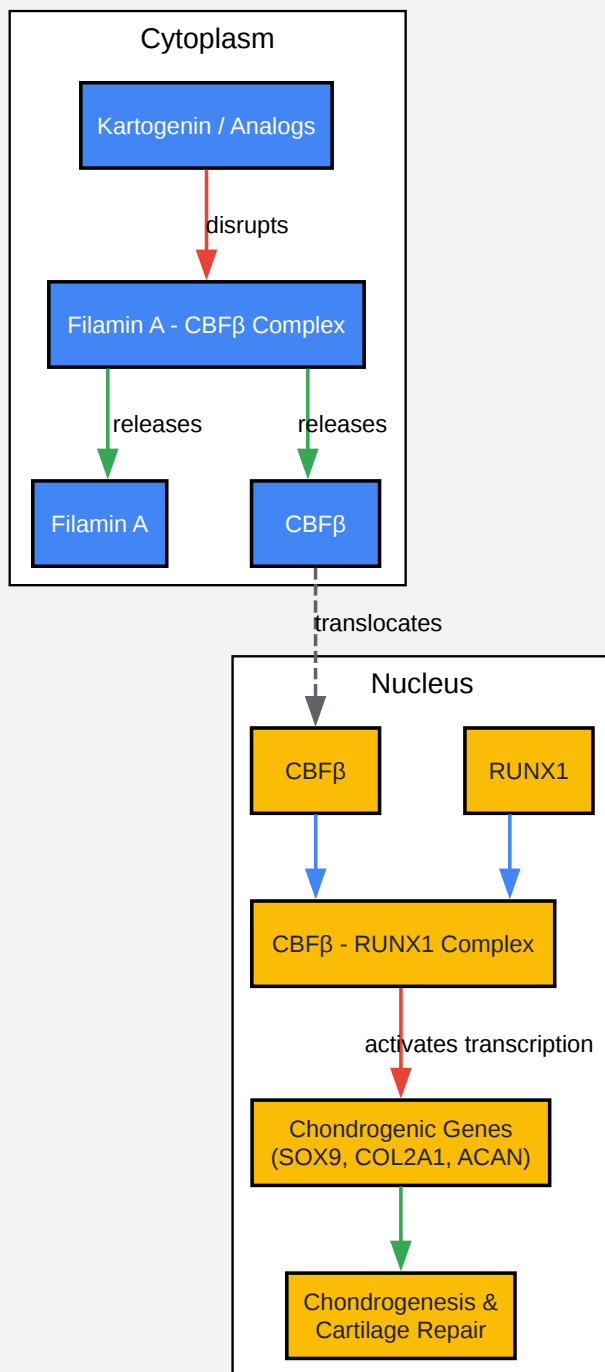 Cytoplasm
Kartogenin / Analogs
disrupts
Filamin A - CBFβ Complex
releases
releases
Filamin A
CBFβ
translocates
Nucleus
CBFβ
RUNX1
CBFβ - RUNX1 Complex
activates transcription
Chondrogenic Genes
(SOX9, COL2A1, ACAN)
Chondrogenesis &
Cartilage Repair